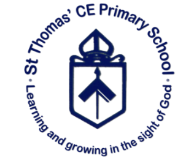 St Thomas' CE Primary School
Learning and growing in the sight of God